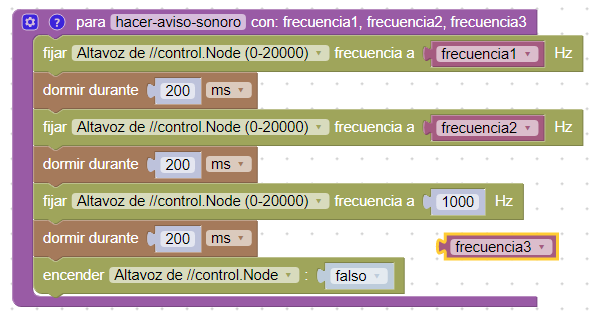 ? para hacer-aviso-sonoro con: frecuencia1, frecuencia2, frecuencia3
fijar Altavoz de //control.Node (0-20000) frecuencia a frecuencia1 Hz
dormir durante 200 ms
fijar Altavoz de //control.Node (0-20000) frecuencia a frecuencia2 Hz
dormir durante 200 ms
fijar Altavoz de //control.Node (0-20000) frecuencia a 1000 Hz
dormir durante 200 ms
frecuencia3
encender Altavoz de //control.Node : falso